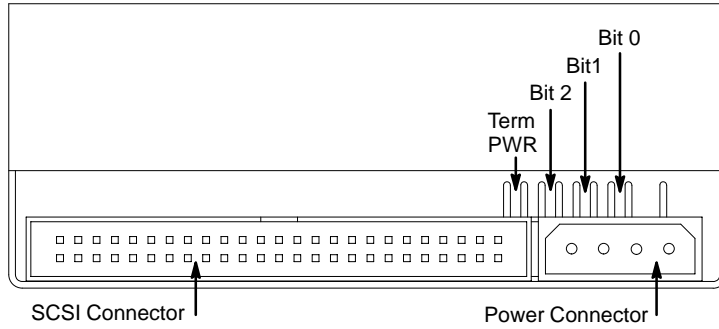 Bit 0
Bit1
Bit 2
Term
PWR
SCSI Connector
Power Connector